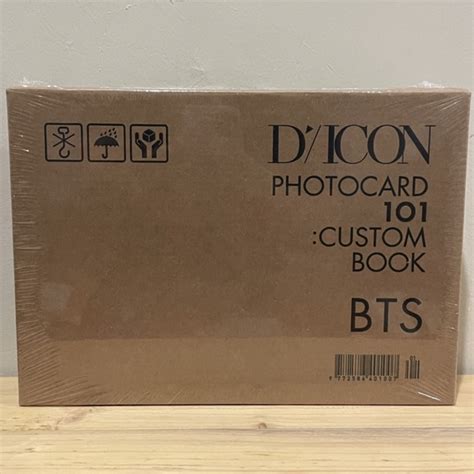 D'/ICON
PHOTOCARD
101
:CUSTOM
BOOK
BTS